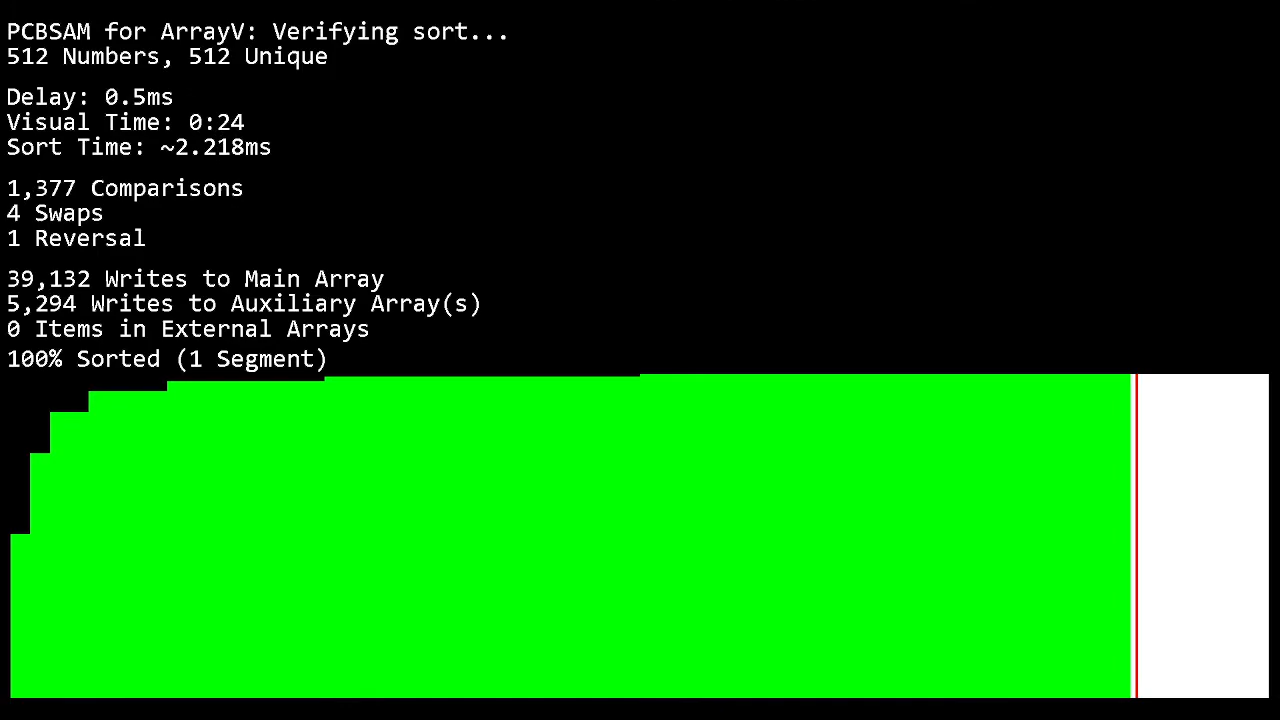 PCBSAM for ArrayV: Verifying sort...
512 Numbers, 512 Unique
Delay: 0.5ms
Visual Time: 0:24
Sort Time: ~2.218ms
1,377 Comparisons
4 Swaps
1 Reversal
39,132 Writes to Main Array
5,294 Writes to Auxiliary Array(s)
0 Items in External Arrays
100% Sorted (1 Segment)